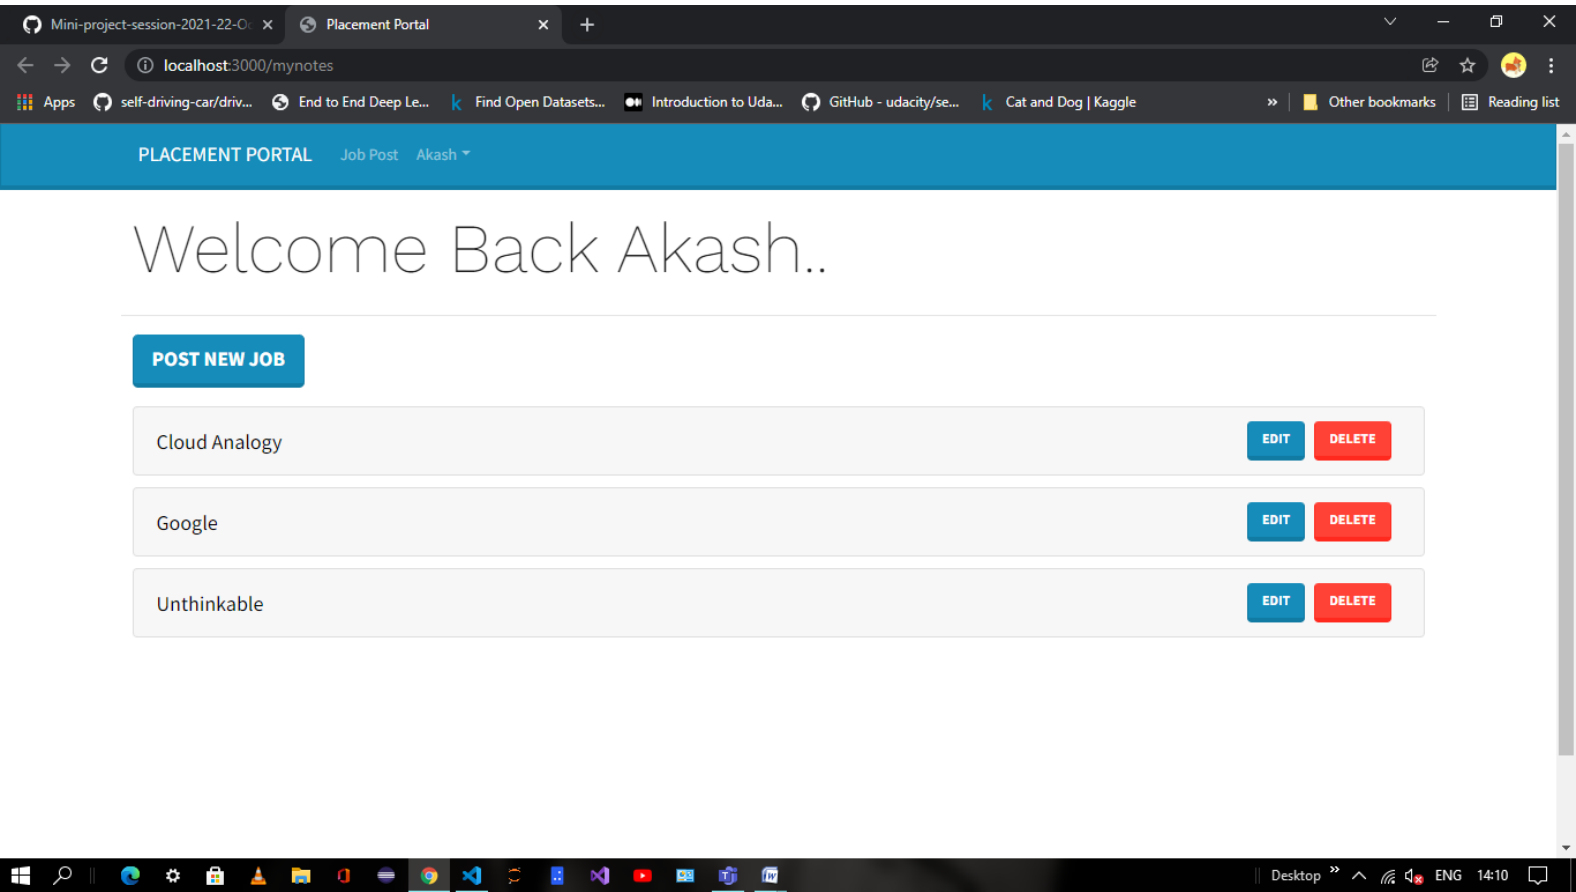 Mini-project-session-2021-22-Oc
Placement Portal
localhost:3000/mynotes
Apps self-driving-car/driv... End to End Deep Le... k Find Open Datasets... Introduction to Uda... GitHub - udacity/se... k Cat and Dog | Kaggle » Other bookmarks Reading list
PLACEMENT PORTAL Job Post Akash
Welcome Back Akash..
POST NEW JOB
Cloud Analogy EDIT DELETE
Google EDIT DELETE
Unthinkable EDIT DELETE
Desktop » ENG 14:10